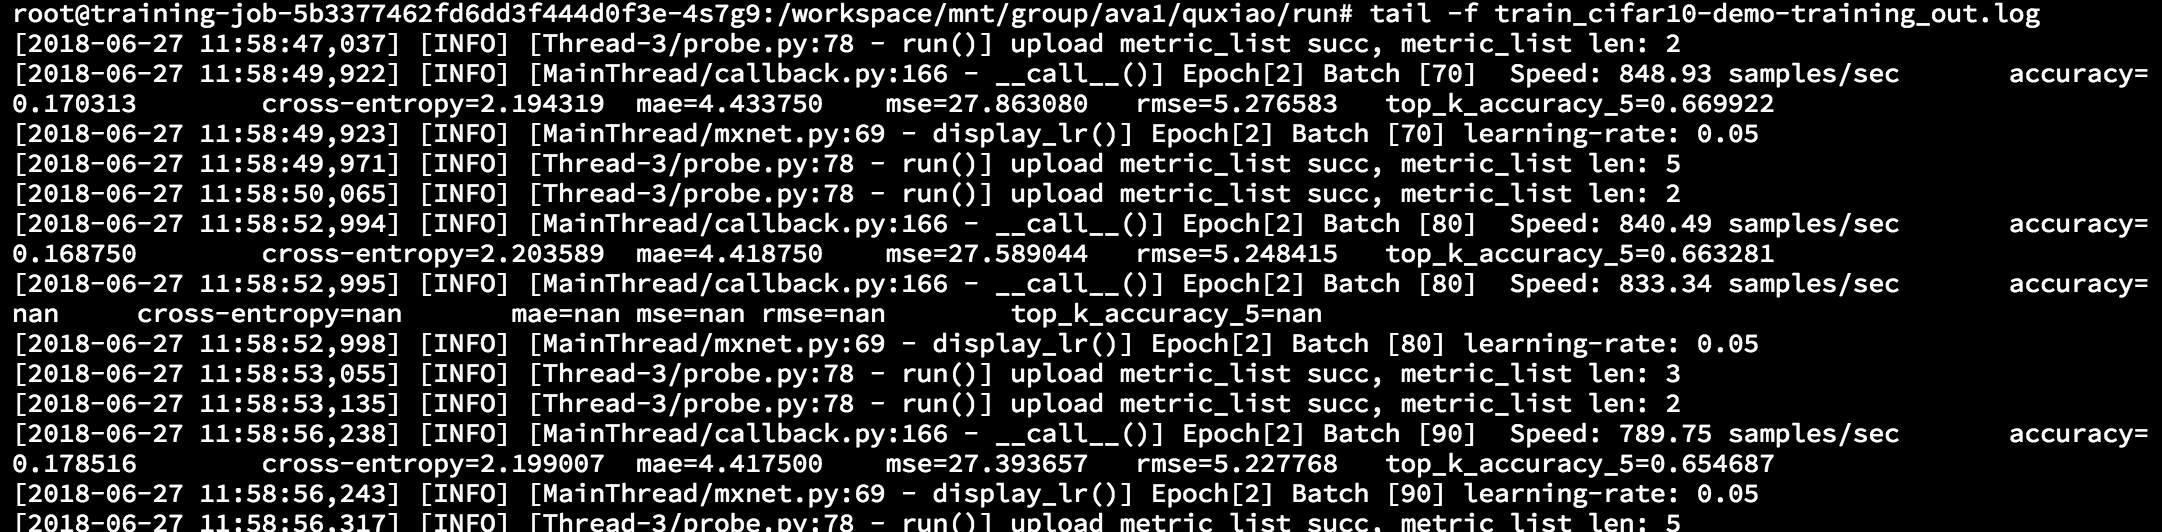 root@training-job-5b3377462fd6dd3f444d0f3e-4s7g9:/workspace/mnt/group/ava1/quxiao/run# tail -f train_cifar10-demo-training_out.log
[2018-06-27 11:58:47,037] [INFO] [Thread-3/probe.py:78 - run()] upload metric_list succ, metric_list len: 2
[2018-06-27 11:58:49,922] [INFO] [MainThread/callback.py:166 - __call__()] Epoch[2] Batch [70]  Speed: 848.93 samples/sec       accuracy=
0.170313        cross-entropy=2.194319  mae=4.433750    mse=27.863080   rmse=5.276583   top_k_accuracy_5=0.669922
[2018-06-27 11:58:49,923] [INFO] [MainThread/mxnet.py:69 - display_lr()] Epoch[2] Batch [70] learning-rate: 0.05
[2018-06-27 11:58:49,971] [INFO] [Thread-3/probe.py:78 - run()] upload metric_list succ, metric_list len: 5
[2018-06-27 11:58:50,065] [INFO] [Thread-3/probe.py:78 - run()] upload metric_list succ, metric_list len: 2
[2018-06-27 11:58:52,994] [INFO] [MainThread/callback.py:166 - __call__()] Epoch[2] Batch [80]  Speed: 840.49 samples/sec       accuracy=
0.168750        cross-entropy=2.203589  mae=4.418750    mse=27.589044   rmse=5.248415   top_k_accuracy_5=0.663281
[2018-06-27 11:58:52,995] [INFO] [MainThread/callback.py:166 - __call__()] Epoch[2] Batch [80]  Speed: 833.34 samples/sec       accuracy=
nan     cross-entropy=nan       mae=nan mse=nan rmse=nan        top_k_accuracy_5=nan
[2018-06-27 11:58:52,998] [INFO] [MainThread/mxnet.py:69 - display_lr()] Epoch[2] Batch [80] learning-rate: 0.05
[2018-06-27 11:58:53,055] [INFO] [Thread-3/probe.py:78 - run()] upload metric_list succ, metric_list len: 3
[2018-06-27 11:58:53,135] [INFO] [Thread-3/probe.py:78 - run()] upload metric_list succ, metric_list len: 2
[2018-06-27 11:58:56,238] [INFO] [MainThread/callback.py:166 - __call__()] Epoch[2] Batch [90]  Speed: 789.75 samples/sec       accuracy=
0.178516        cross-entropy=2.199007  mae=4.417500    mse=27.393657   rmse=5.227768   top_k_accuracy_5=0.654687
[2018-06-27 11:58:56,243] [INFO] [MainThread/mxnet.py:69 - display_lr()] Epoch[2] Batch [90] learning-rate: 0.05
[2018-06-27 11:58:56,317] [INFO] [Thread-3/probe.py:78 - run()] upload metric_list succ, metric_list len: 5